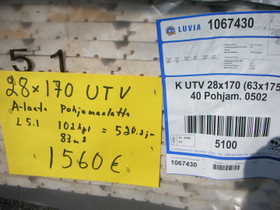 51
28×170 UTV
A-laatu Pohjamaalattu
L 5.1 102kpl = 520.2jm
83m²
1560€
LUVIA 1067430
K UTV 28x170 (63x175
40 Pohjam. 0502
5100
1067430